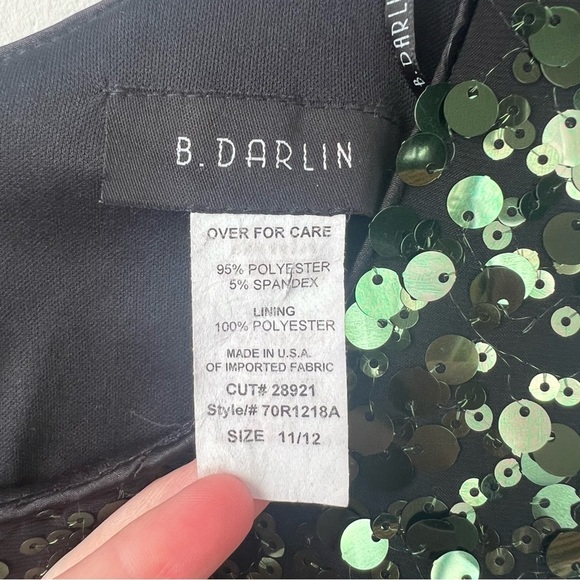 B. DARLIN
B. DARLI
OVER FOR CARE
95% POLYESTER
5% SPANDEX
LINING
100% POLYESTER
MADE IN U.S.A.
OF IMPORTED FABRIC
CUT# 28921
Style/# 70R1218A
SIZE 11/12